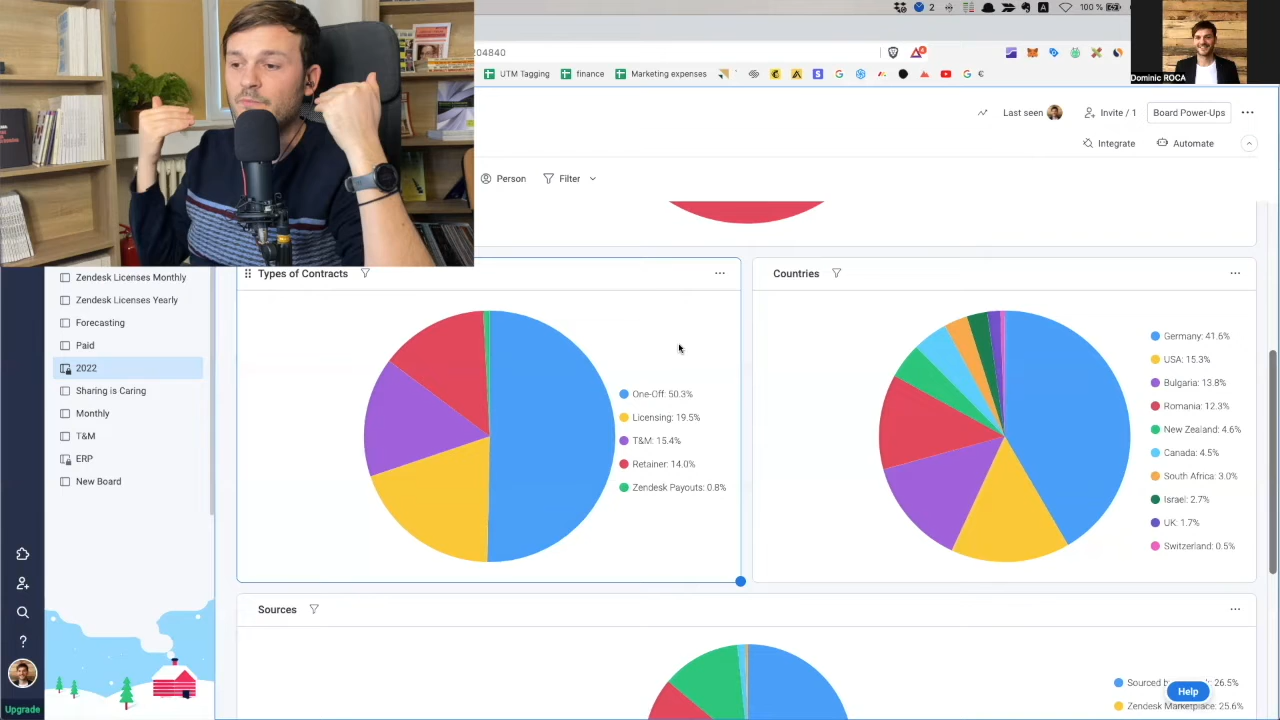 100 %
204840
Dominic ROCA
UTM Tagging
finance
Marketing expenses
Last seen
Invite / 1
Board Power-Ups
Integrate
Automate
Person
Filter
Zendesk Licenses Monthly
Zendesk Licenses Yearly
Forecasting
Paid
2022
Sharing is Caring
Monthly
T&M
ERP
New Board
Upgrade
Types of Contracts
One-Off: 50.3%
Licensing: 19.5%
T&M: 15.4%
Retainer: 14.0%
Zendesk Payouts: 0.8%
Countries
Germany: 41.6%
USA: 15.3%
Bulgaria: 13.8%
Romania: 12.3%
New Zealand: 4.6%
Canada: 4.5%
South Africa: 3.0%
Israel: 2.7%
UK: 1.7%
Switzerland: 0.5%
Sources
Sourced b
26.5%
Zendesk Marketplace: 25.6%
Help